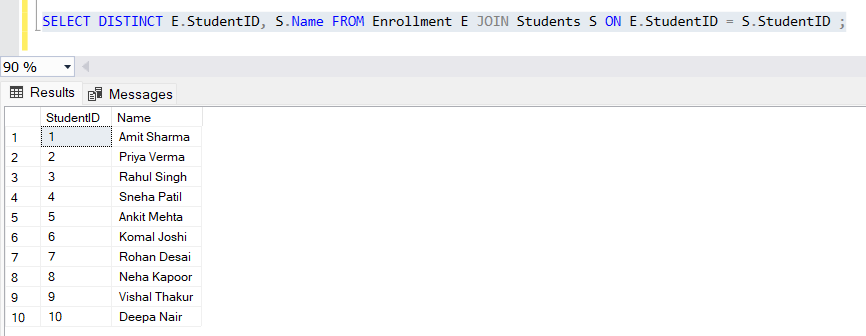 SELECT DISTINCT E.StudentID, S.Name FROM Enrollment E JOIN Students S ON E.StudentID = S.StudentID ;
90 %
Results Messages
StudentID Name
1 1 Amit Sharma
2 2 Priya Verma
3 3 Rahul Singh
4 4 Sneha Patil
5 5 Ankit Mehta
6 6 Komal Joshi
7 7 Rohan Desai
8 8 Neha Kapoor
9 9 Vishal Thakur
10 10 Deepa Nair